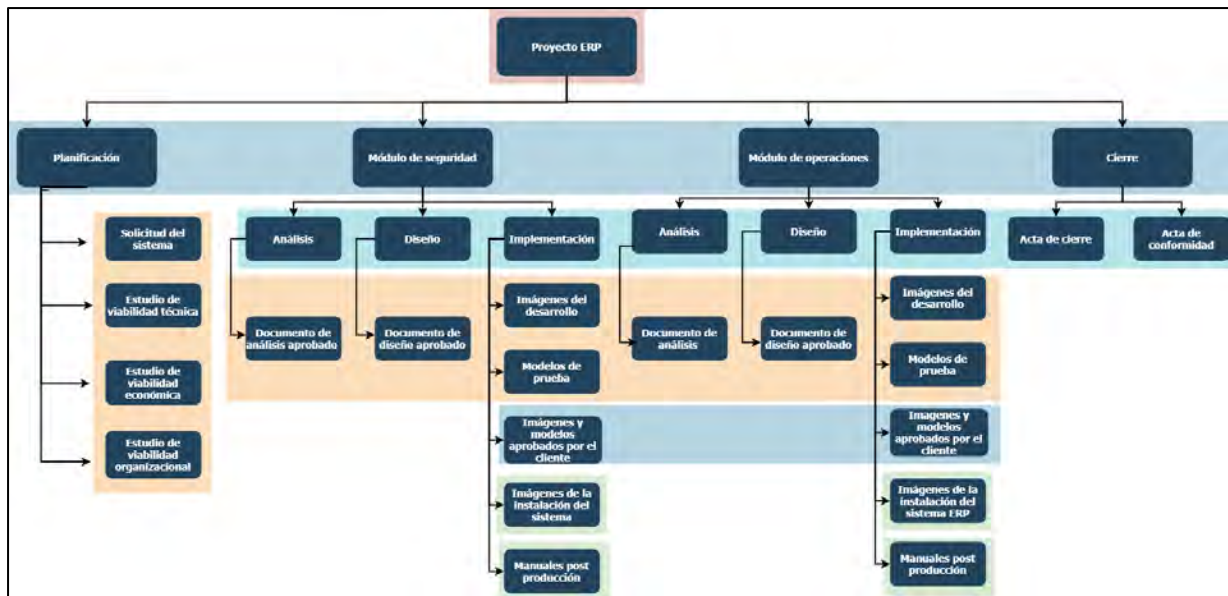 Proyecto ERP
Planificación
Módulo de seguridad
Módulo de operaciones
Cierre
Solicitud del
sistema
Estudio de
viabilidad técnica
Estudio de
viabilidad
económica
Estudio de
viabilidad
organizacional
Análisis
Diseño
Implementación
Documento de
análisis aprobado
Documento de
diseño aprobado
Imágenes del
desarrollo
Modelos de
prueba
Imágenes y
modelos
aprobados por el
cliente
Imágenes de la
instalación del
sistema
Manuales post
producción
Análisis
Diseño
Implementación
Documento de
análisis
Documento de
diseño aprobado
Imágenes del
desarrollo
Modelos de
prueba
Imagenes y
modelos
aprobados por el
cliente
Imágenes de la
instalación del
sistema ERP
Manuales post
producción
Acta de cierre
Acta de
conformidad